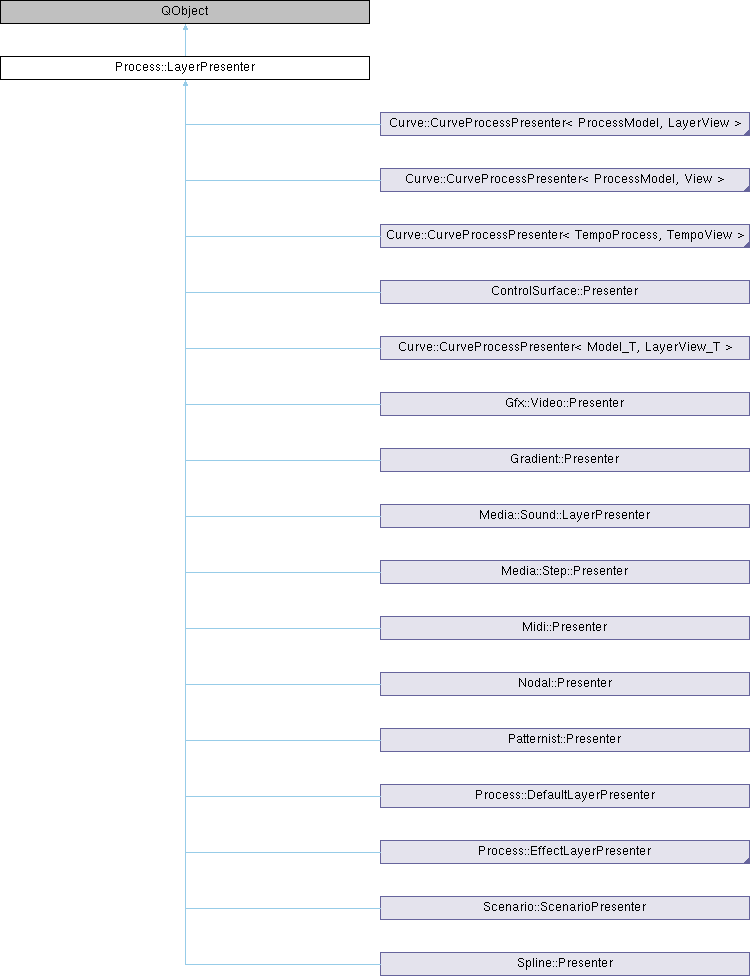 QObject
Process::LayerPresenter
Curve::CurveProcessPresenter< ProcessModel, LayerView >
Curve::CurveProcessPresenter< ProcessModel, View >
Curve::CurveProcessPresenter< TempoProcess, TempoView >
ControlSurface::Presenter
Curve::CurveProcessPresenter< Model_T, LayerView_T >
Gfx::Video::Presenter
Gradient::Presenter
Media::Sound::LayerPresenter
Media::Step::Presenter
Midi::Presenter
Nodal::Presenter
Patternist::Presenter
Process::DefaultLayerPresenter
Process::EffectLayerPresenter
Scenario::ScenarioPresenter
Spline::Presenter